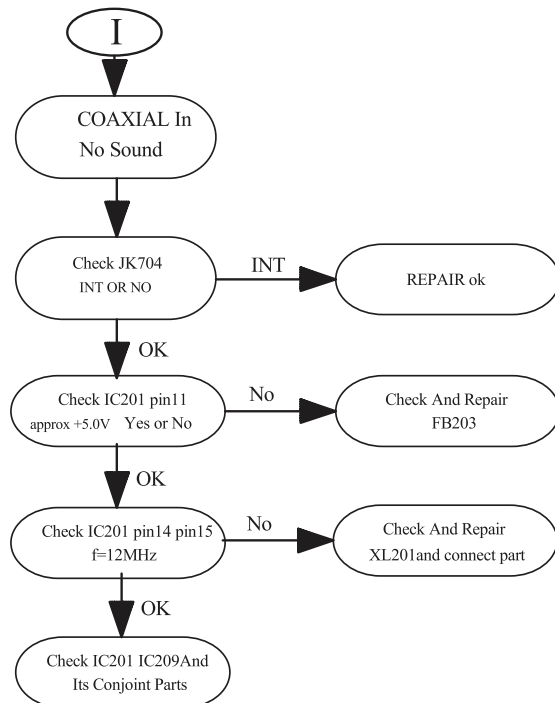 I
COAXIAL In
No Sound
Check JK704
INT OR NO
INT
REPAIR ok
OK
Check IC201 pin11
approx +5.0V Yes or No
No
Check And Repair
FB203
OK
Check IC201 pin14 pin15
f=12MHz
No
Check And Repair
XL201and connect part
OK
Check IC201 IC209And
Its Conjoint Parts